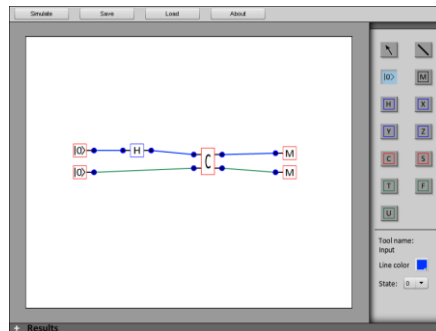 Simulate Save Load About
|0> M
H X
Y Z
C S
T F
U
|0> H C M
|0> M
Tool name:
Input
Line color
State: 0
+ Results